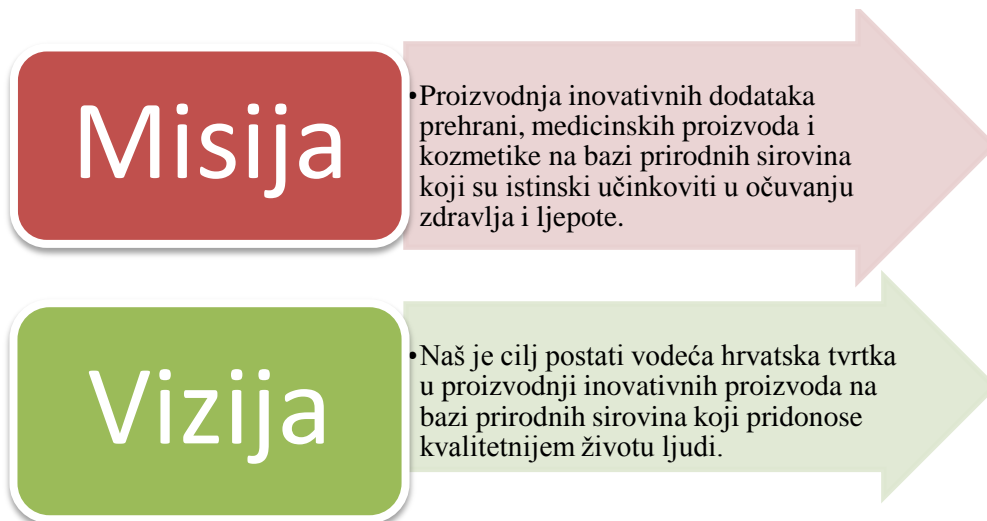 Misija
•Proizvodnja inovativnih dodataka
prehrani, medicinskih proizvoda i
kozmetike na bazi prirodnih sirovina
koji su istinski učinkoviti u očuvanju
zdravlja i ljepote.
Vizija
•Naš je cilj postati vodeća hrvatska tvrtka
u proizvodnji inovativnih proizvoda na
bazi prirodnih sirovina koji pridonose
kvalitetnijem životu ljudi.